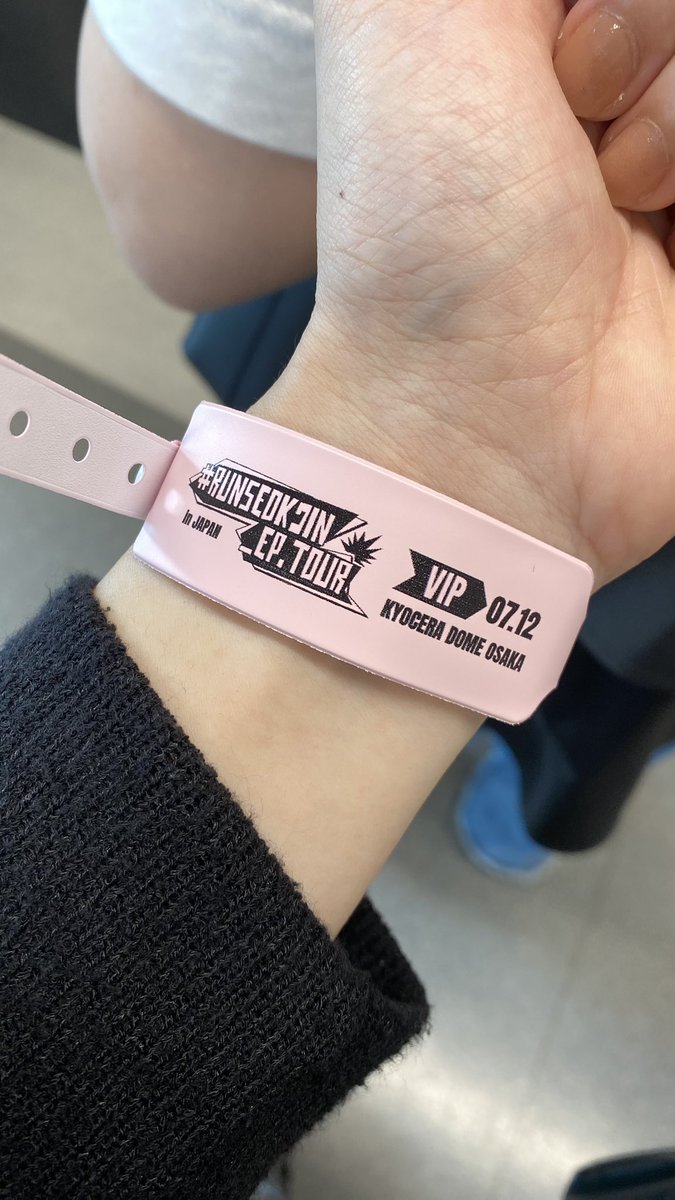 #RUNSEOKJIN
_EP.TOUR
in JAPAN
VIP 07.12
KYOCERA DOME OSAKA